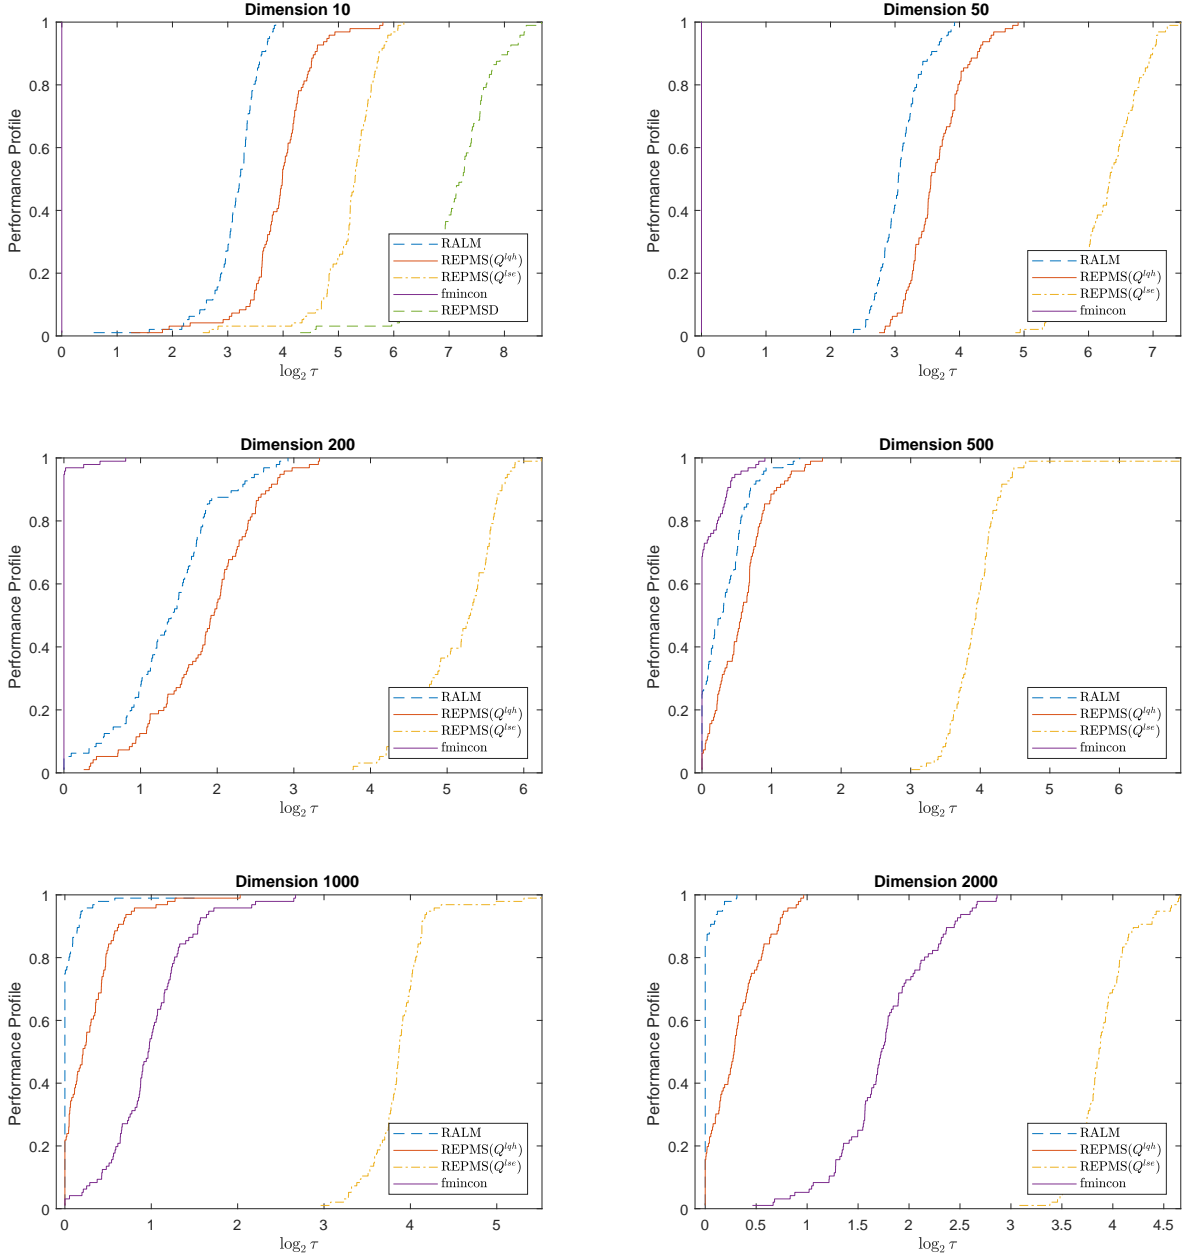 Dimension 10
Performance Profile
1
0.8
0.6
0.4
0.2
0
0 1 2 3 4 5 6 7 8
log₂ τ
RALM
REPMS(Q^{lqh})
REPMS(Q^{lse})
fmincon
REPMSD
Dimension 50
Performance Profile
1
0.8
0.6
0.4
0.2
0
0 1 2 3 4 5 6 7
log₂ τ
RALM
REPMS(Q^{lqh})
REPMS(Q^{lse})
fmincon
Dimension 200
Performance Profile
1
0.8
0.6
0.4
0.2
0
0 1 2 3 4 5 6
log₂ τ
RALM
REPMS(Q^{lqh})
REPMS(Q^{lse})
fmincon
Dimension 500
Performance Profile
1
0.8
0.6
0.4
0.2
0
0 1 2 3 4 5 6
log₂ τ
RALM
REPMS(Q^{lqh})
REPMS(Q^{lse})
fmincon
Dimension 1000
Performance Profile
1
0.8
0.6
0.4
0.2
0
0 1 2 3 4 5
log₂ τ
RALM
REPMS(Q^{lqh})
REPMS(Q^{lse})
fmincon
Dimension 2000
Performance Profile
1
0.8
0.6
0.4
0.2
0
0 0.5 1 1.5 2 2.5 3 3.5 4 4.5
log₂ τ
RALM
REPMS(Q^{lqh})
REPMS(Q^{lse})
fmincon